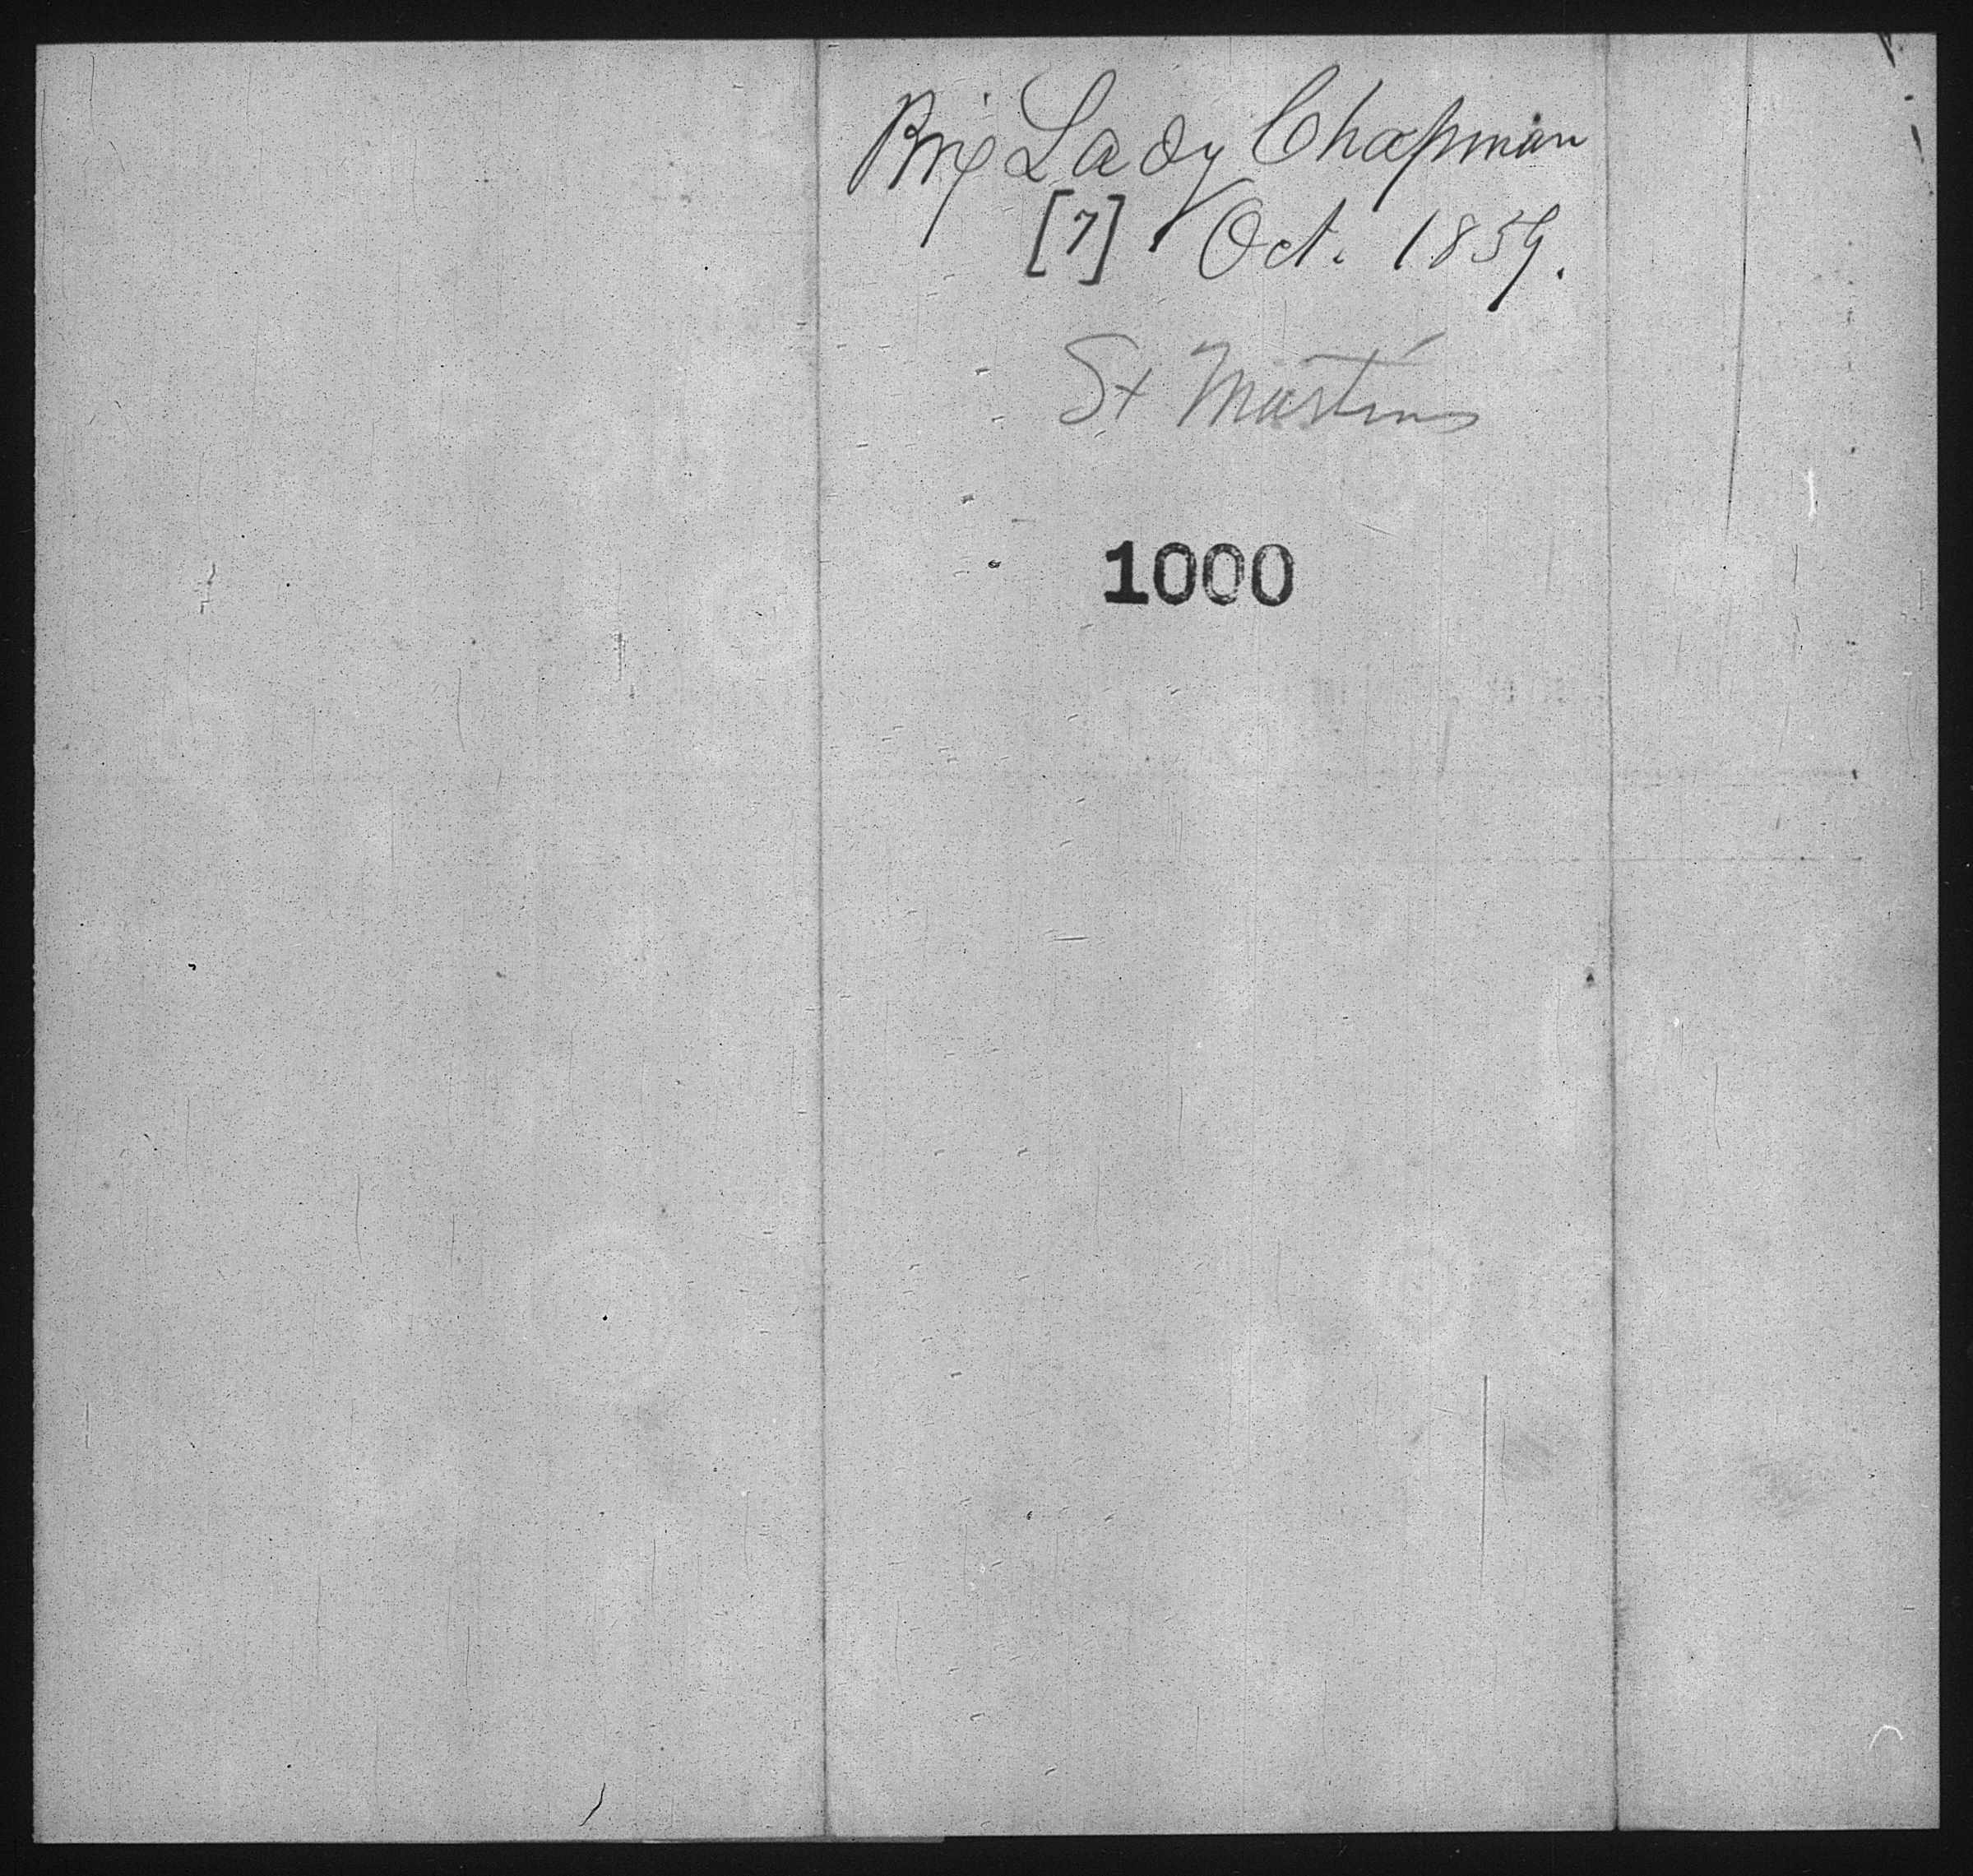 Brig Lady Chapman
[7] Oct. 1859.
St Martins
1000